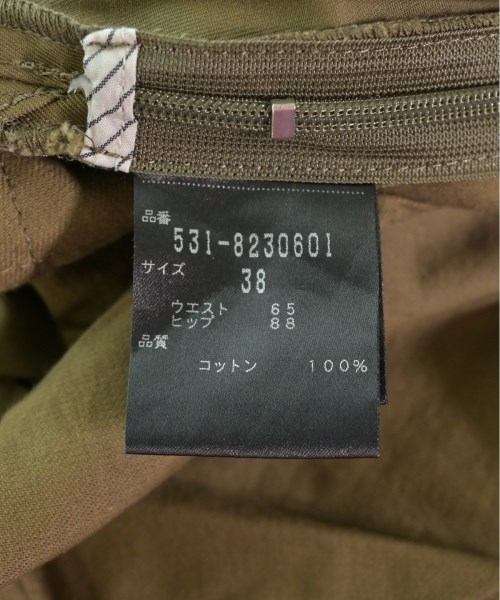 品番
531-8230601
サイズ
38
ウエスト 65
ヒップ 88
品質
コットン 100%